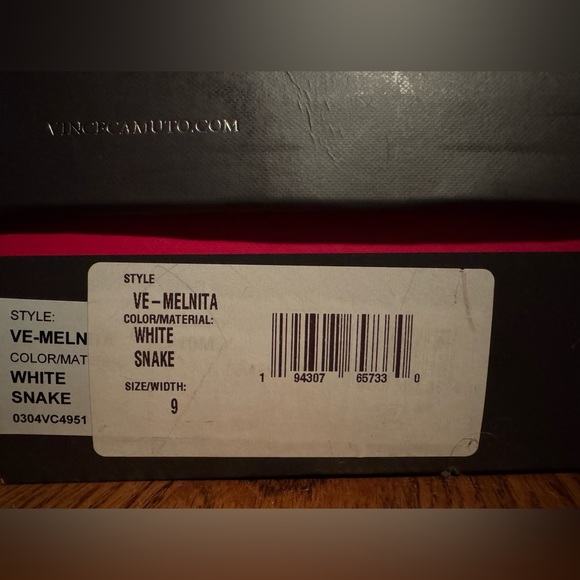 VINCECAMUTO.COM
STYLE
VE-MELNITA
COLOR/MATERIAL:
WHITE
SNAKE
SIZE/WIDTH:
9
1 94307 65733 0
STYLE:
VE-MELN
COLOR/MAT
WHITE
SNAKE
0304VC4951